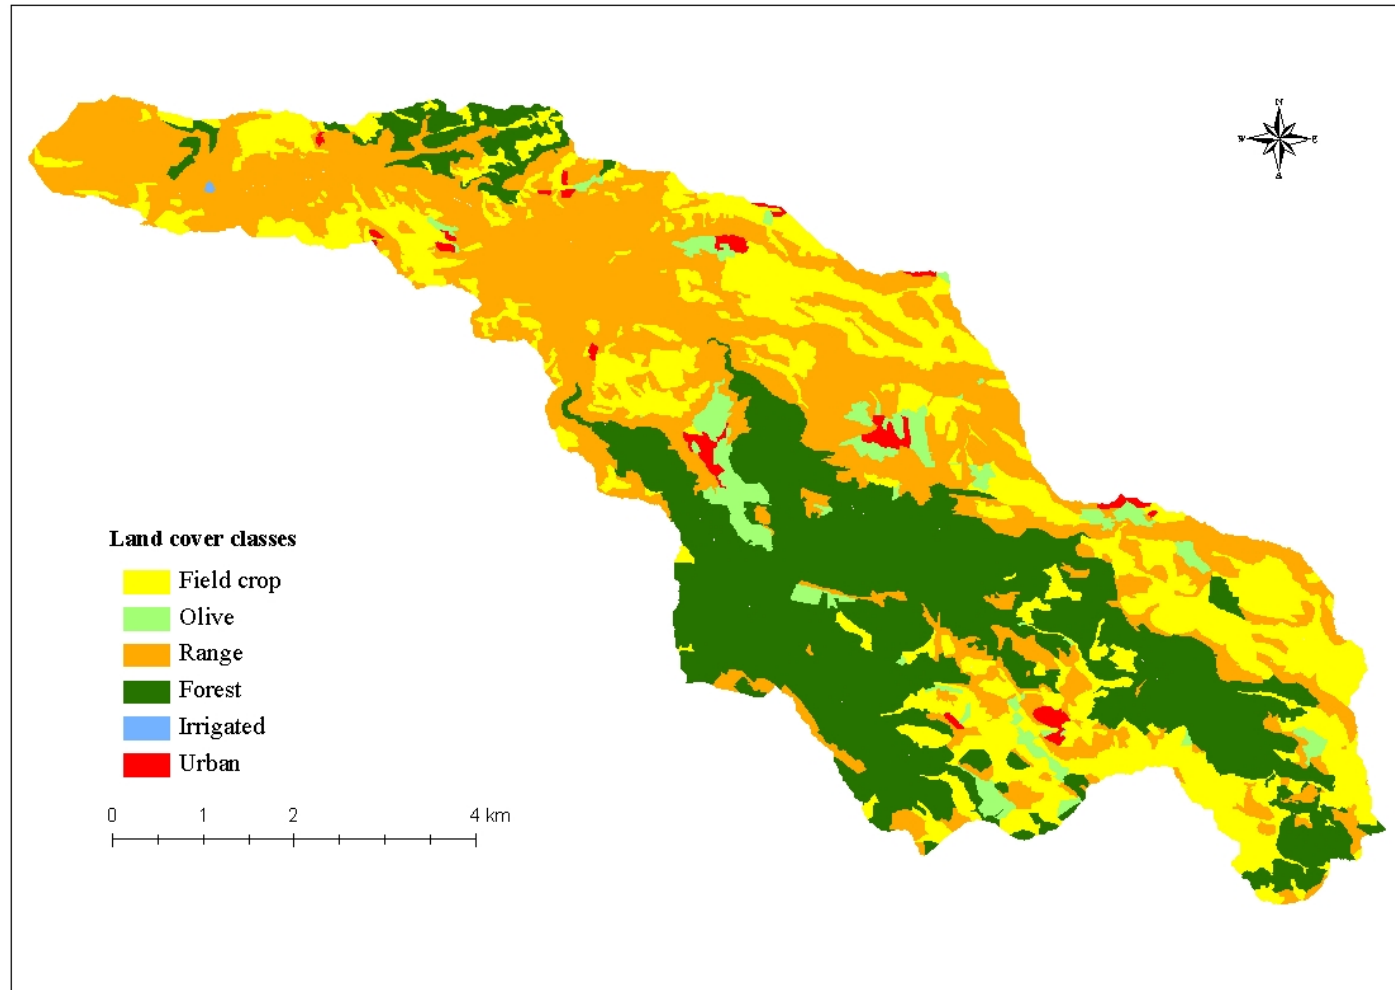 N
W
E
Land cover classes
Field crop
Olive
Range
Forest
Irrigated
Urban
0 1 2 4 km